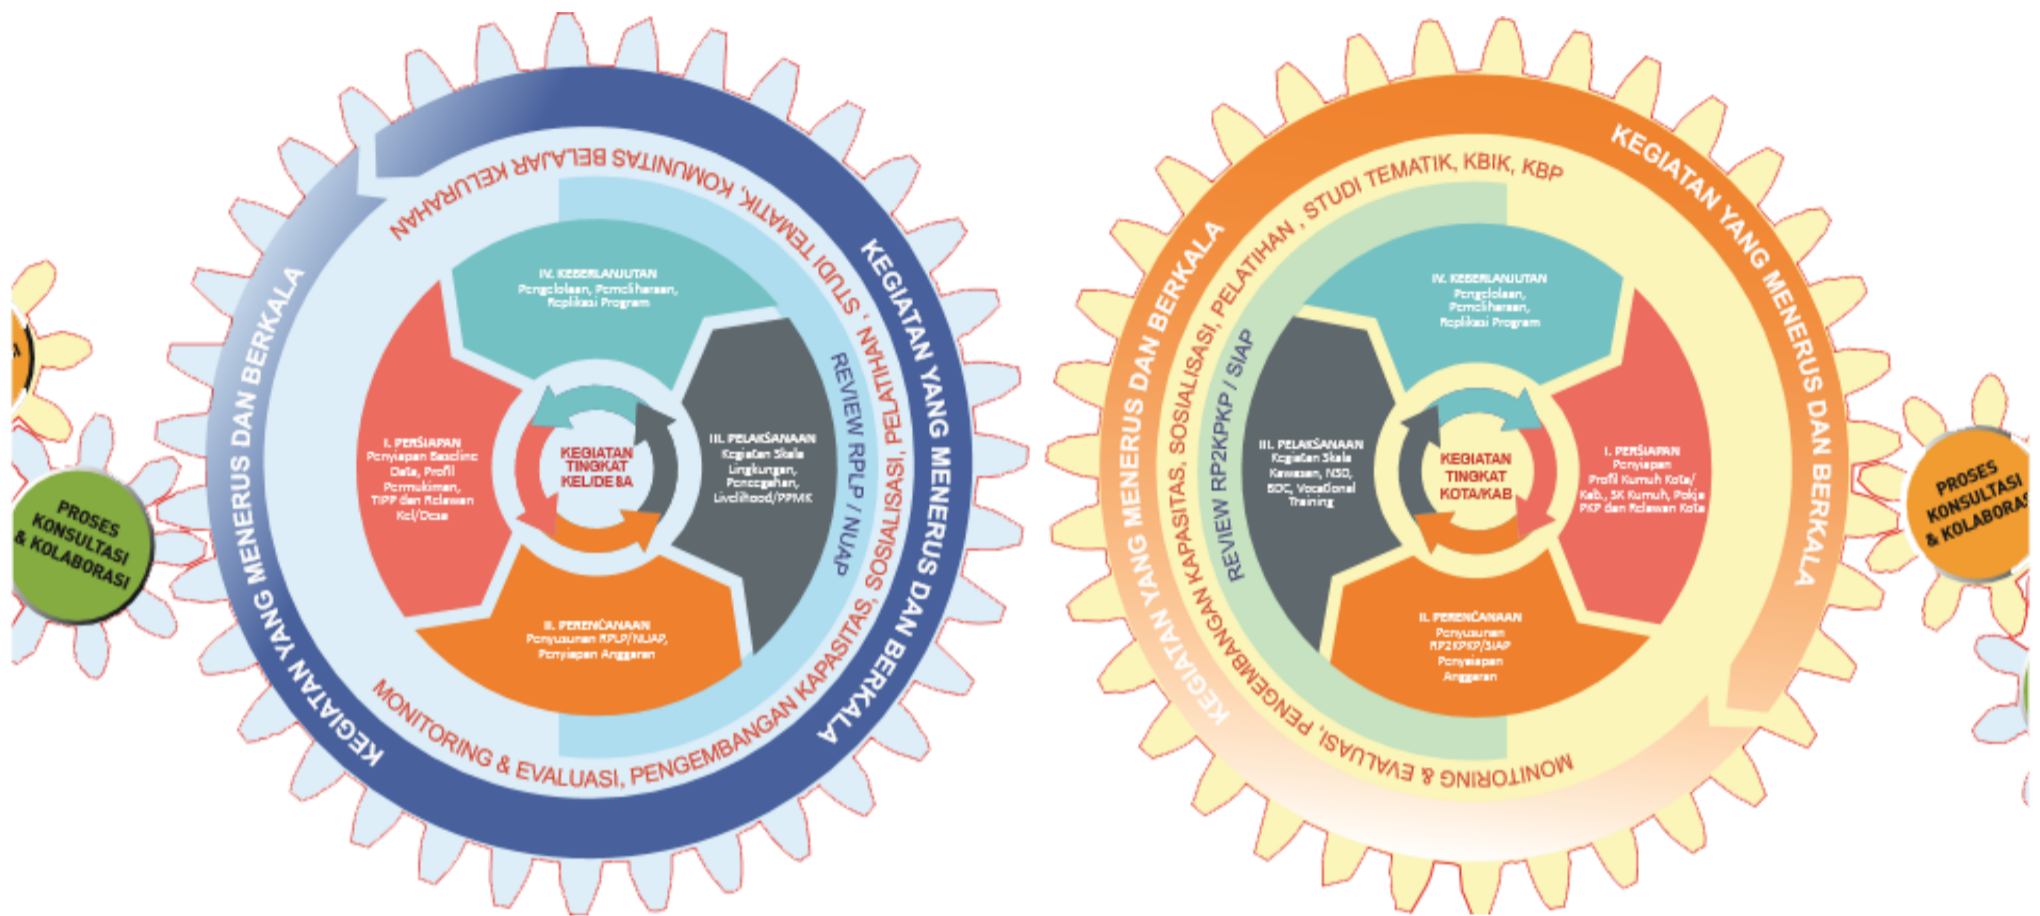 PROSES
KONSULTASI
& KOLABORASI
KEGIATAN YANG MENERUS DAN BERKALA
KEGIATAN YANG MENERUS DAN BERKALA
MONITORING & EVALUASI, PENGEMBANGAN KAPASITAS, SOSIALISASI, PELATIHAN, STUDI TEMATIK, KOMUNITAS BELAJAR KELURAHAN
REVIEW RPLP / NUAP
IV. KEBERLANJUTAN
Pengelolaan, Pemeliharaan,
Replikasi Program
I. PERSIAPAN
Penyiapan Baseline
Data, Profil
Permukiman,
TIPP dan Relawan
Kel/Desa
KEGIATAN
TINGKAT
KEL/DESA
III. PELAKSANAAN
Kegiatan Skala
Lingkungan,
Pencegahan,
Livelihood/PPMK
II. PERENCANAAN
Penyusunan RPLP/NUAP,
Penyiapan Anggaran
KEGIATAN YANG MENERUS DAN BERKALA
KEGIATAN YANG MENERUS DAN BERKALA
MONITORING & EVALUASI, PENGEMBANGAN KAPASITAS, SOSIALISASI, PELATIHAN , STUDI TEMATIK, KBIK, KBP
REVIEW RP2KPKP / SIAP
IV. KEBERLANJUTAN
Pengelolaan,
Pemeliharaan,
Replikasi Program
III. PELAKSANAAN
Kegiatan Skala
Kawasan, NSD,
BDC, Vocational
Training
KEGIATAN
TINGKAT
KOTA/KAB
I. PERSIAPAN
Penyiapan
Profil Kumuh Kota/
Kab., SK Kumuh, Pokja
PKP dan Relawan Kota
II. PERENCANAAN
Penyusunan
RP2KPKP/SIAP
Penyiapan
Anggaran
PROSES
KONSULTASI
& KOLABORAS